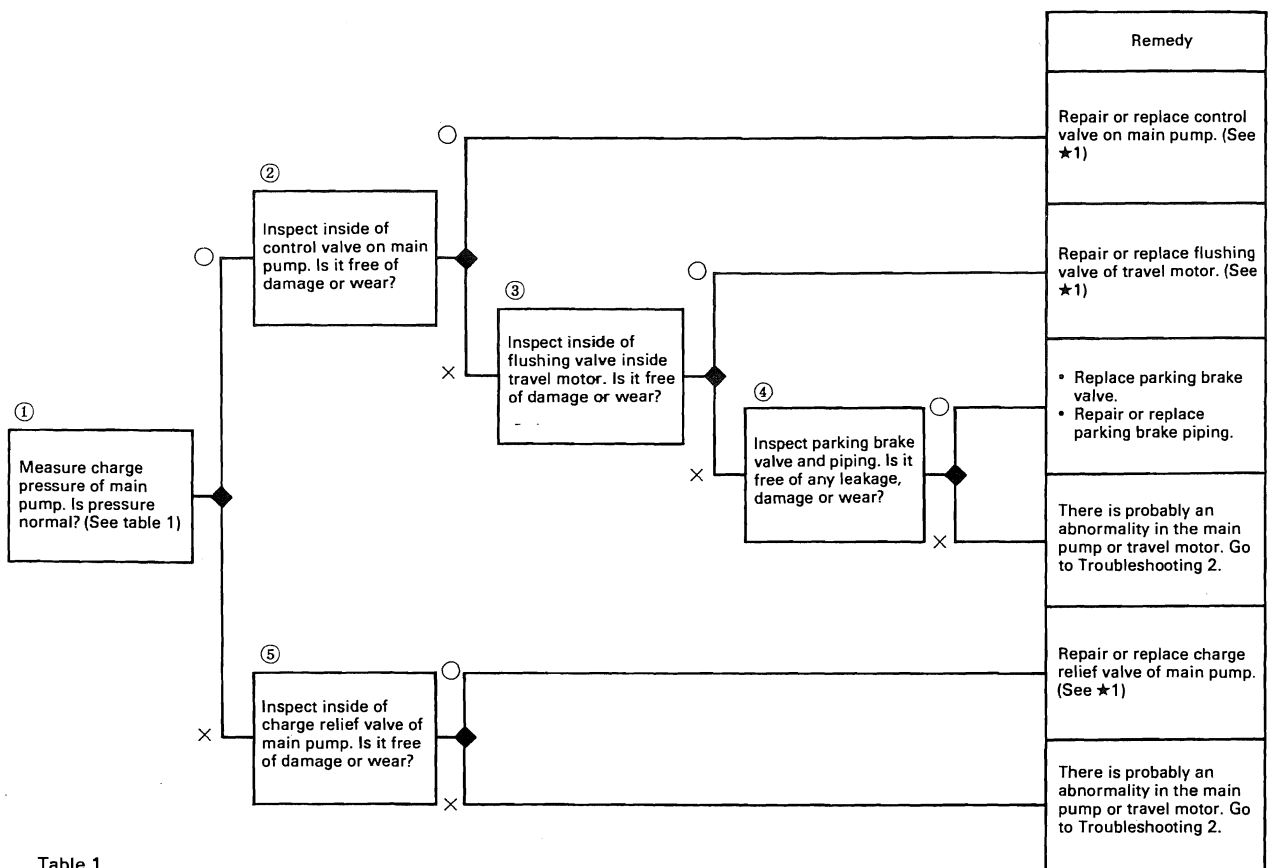 Remedy
○
Repair or replace control
valve on main pump. (See
★1)
②
Inspect inside of
control valve on main
pump. Is it free of
damage or wear?
○
×
○
Repair or replace flushing
valve of travel motor. (See
★1)
③
Inspect inside of
flushing valve inside
travel motor. Is it free
of damage or wear?
×
④
Inspect parking brake
valve and piping. Is it
free of any leakage,
damage or wear?
○
• Replace parking brake
valve.
• Repair or replace
parking brake piping.
×
There is probably an
abnormality in the main
pump or travel motor. Go
to Troubleshooting 2.
①
Measure charge
pressure of main
pump. Is pressure
normal? (See table 1)
×
⑤
Inspect inside of
charge relief valve of
main pump. Is it free
of damage or wear?
○
Repair or replace charge
relief valve of main pump.
(See ★1)
×
There is probably an
abnormality in the main
pump or travel motor. Go
to Troubleshooting 2.
Table 1